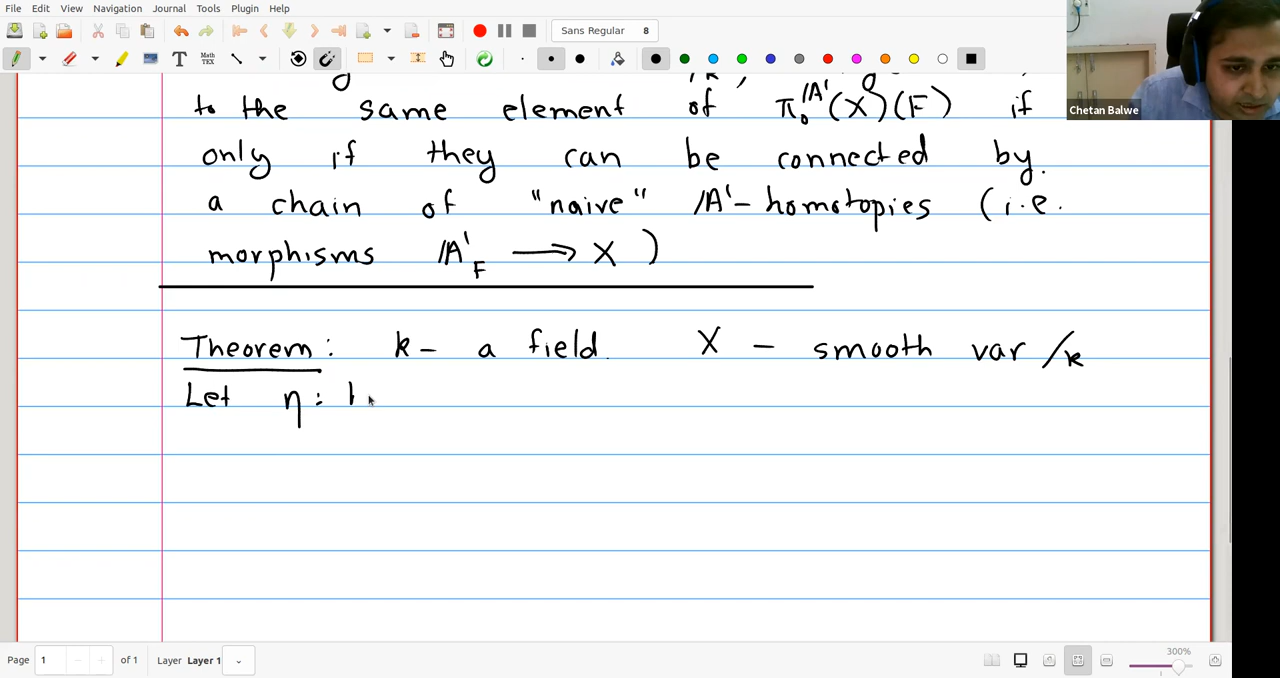 File Edit View Navigation Journal Tools Plugin Help
Sans Regular 8
Chetan Balwe
to the same element of π₀^{𝔸¹}(X)(F) if
only if they can be connected by
a chain of "naive" 𝔸¹-homotopies (i.e.
morphisms 𝔸¹_F ⟶ X )
Theorem: k - a field. X - smooth var /k
Let η:
Page 1 of 1 Layer Layer 1 300%